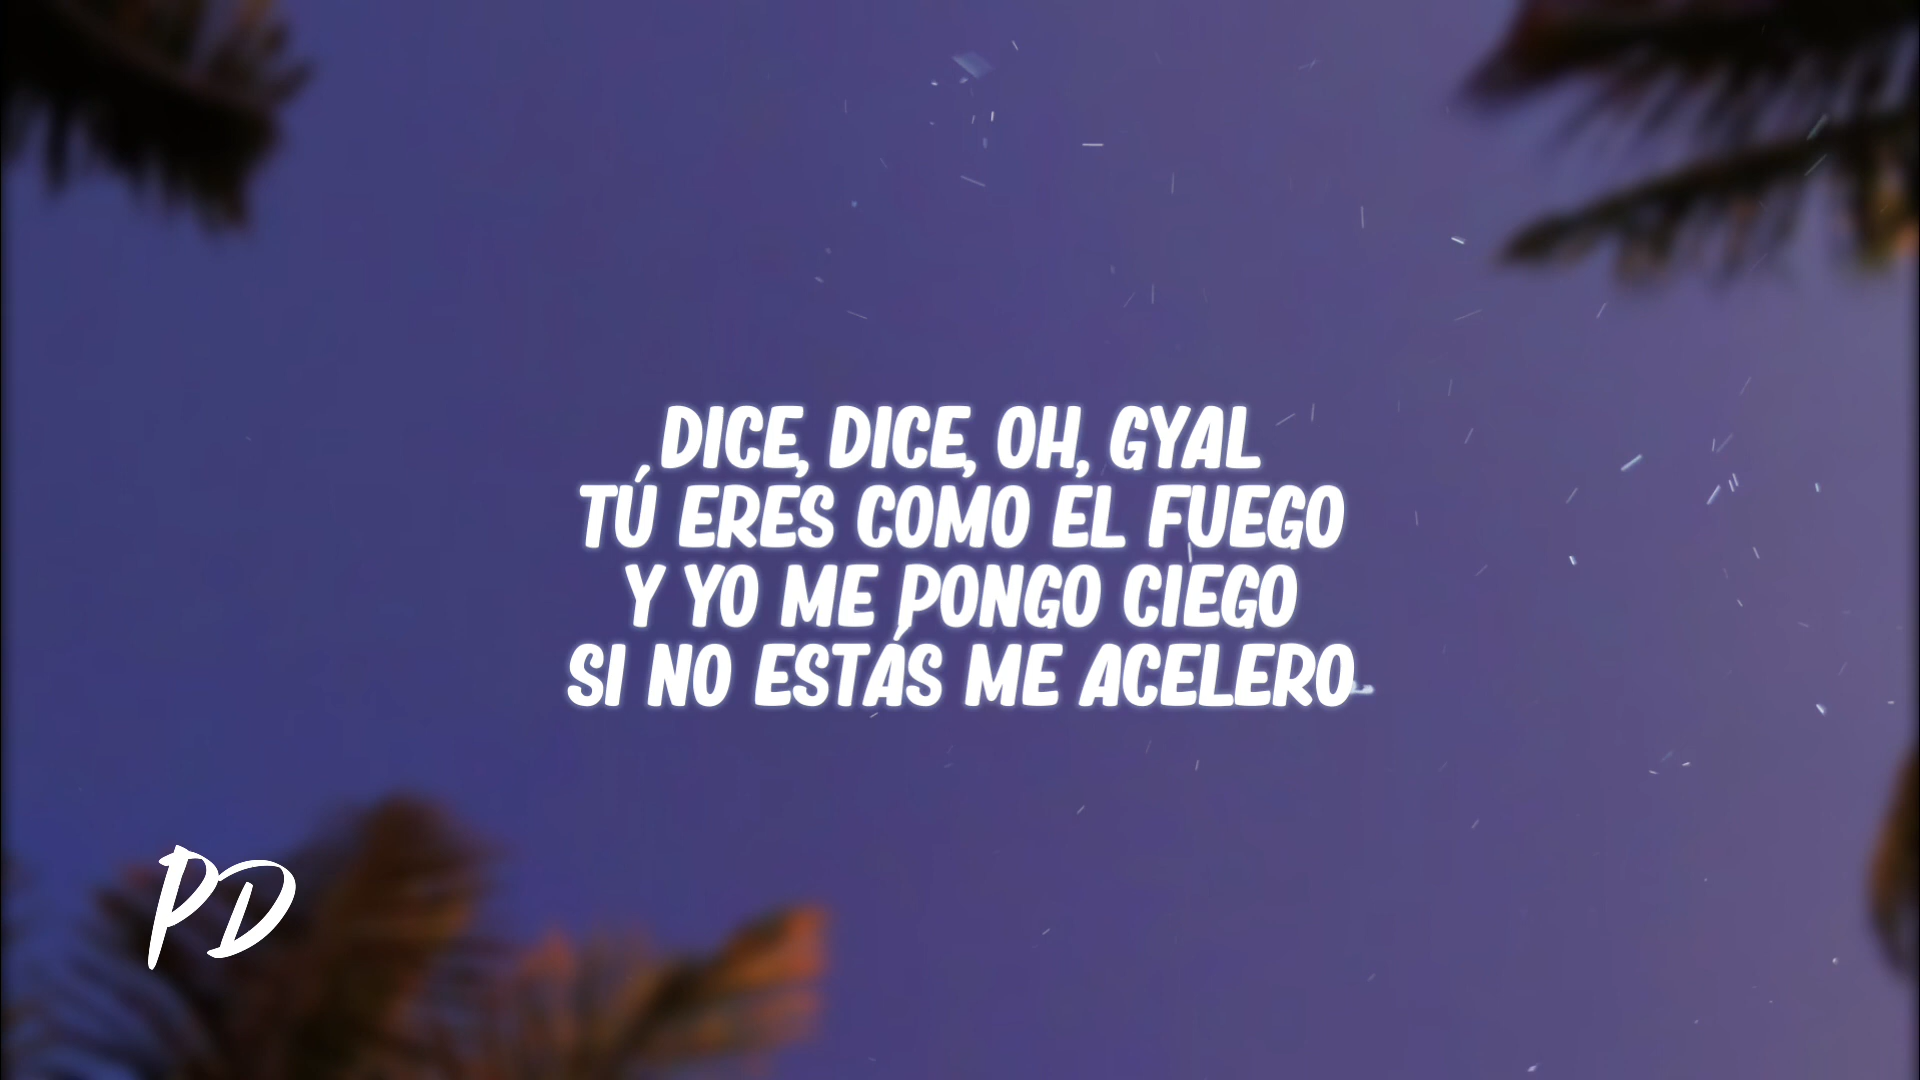 DICE, DICE, OH, GYAL
TÚ ERES COMO EL FUEGO
Y YO ME PONGO CIEGO
SI NO ESTÁS ME ACELERO
PD